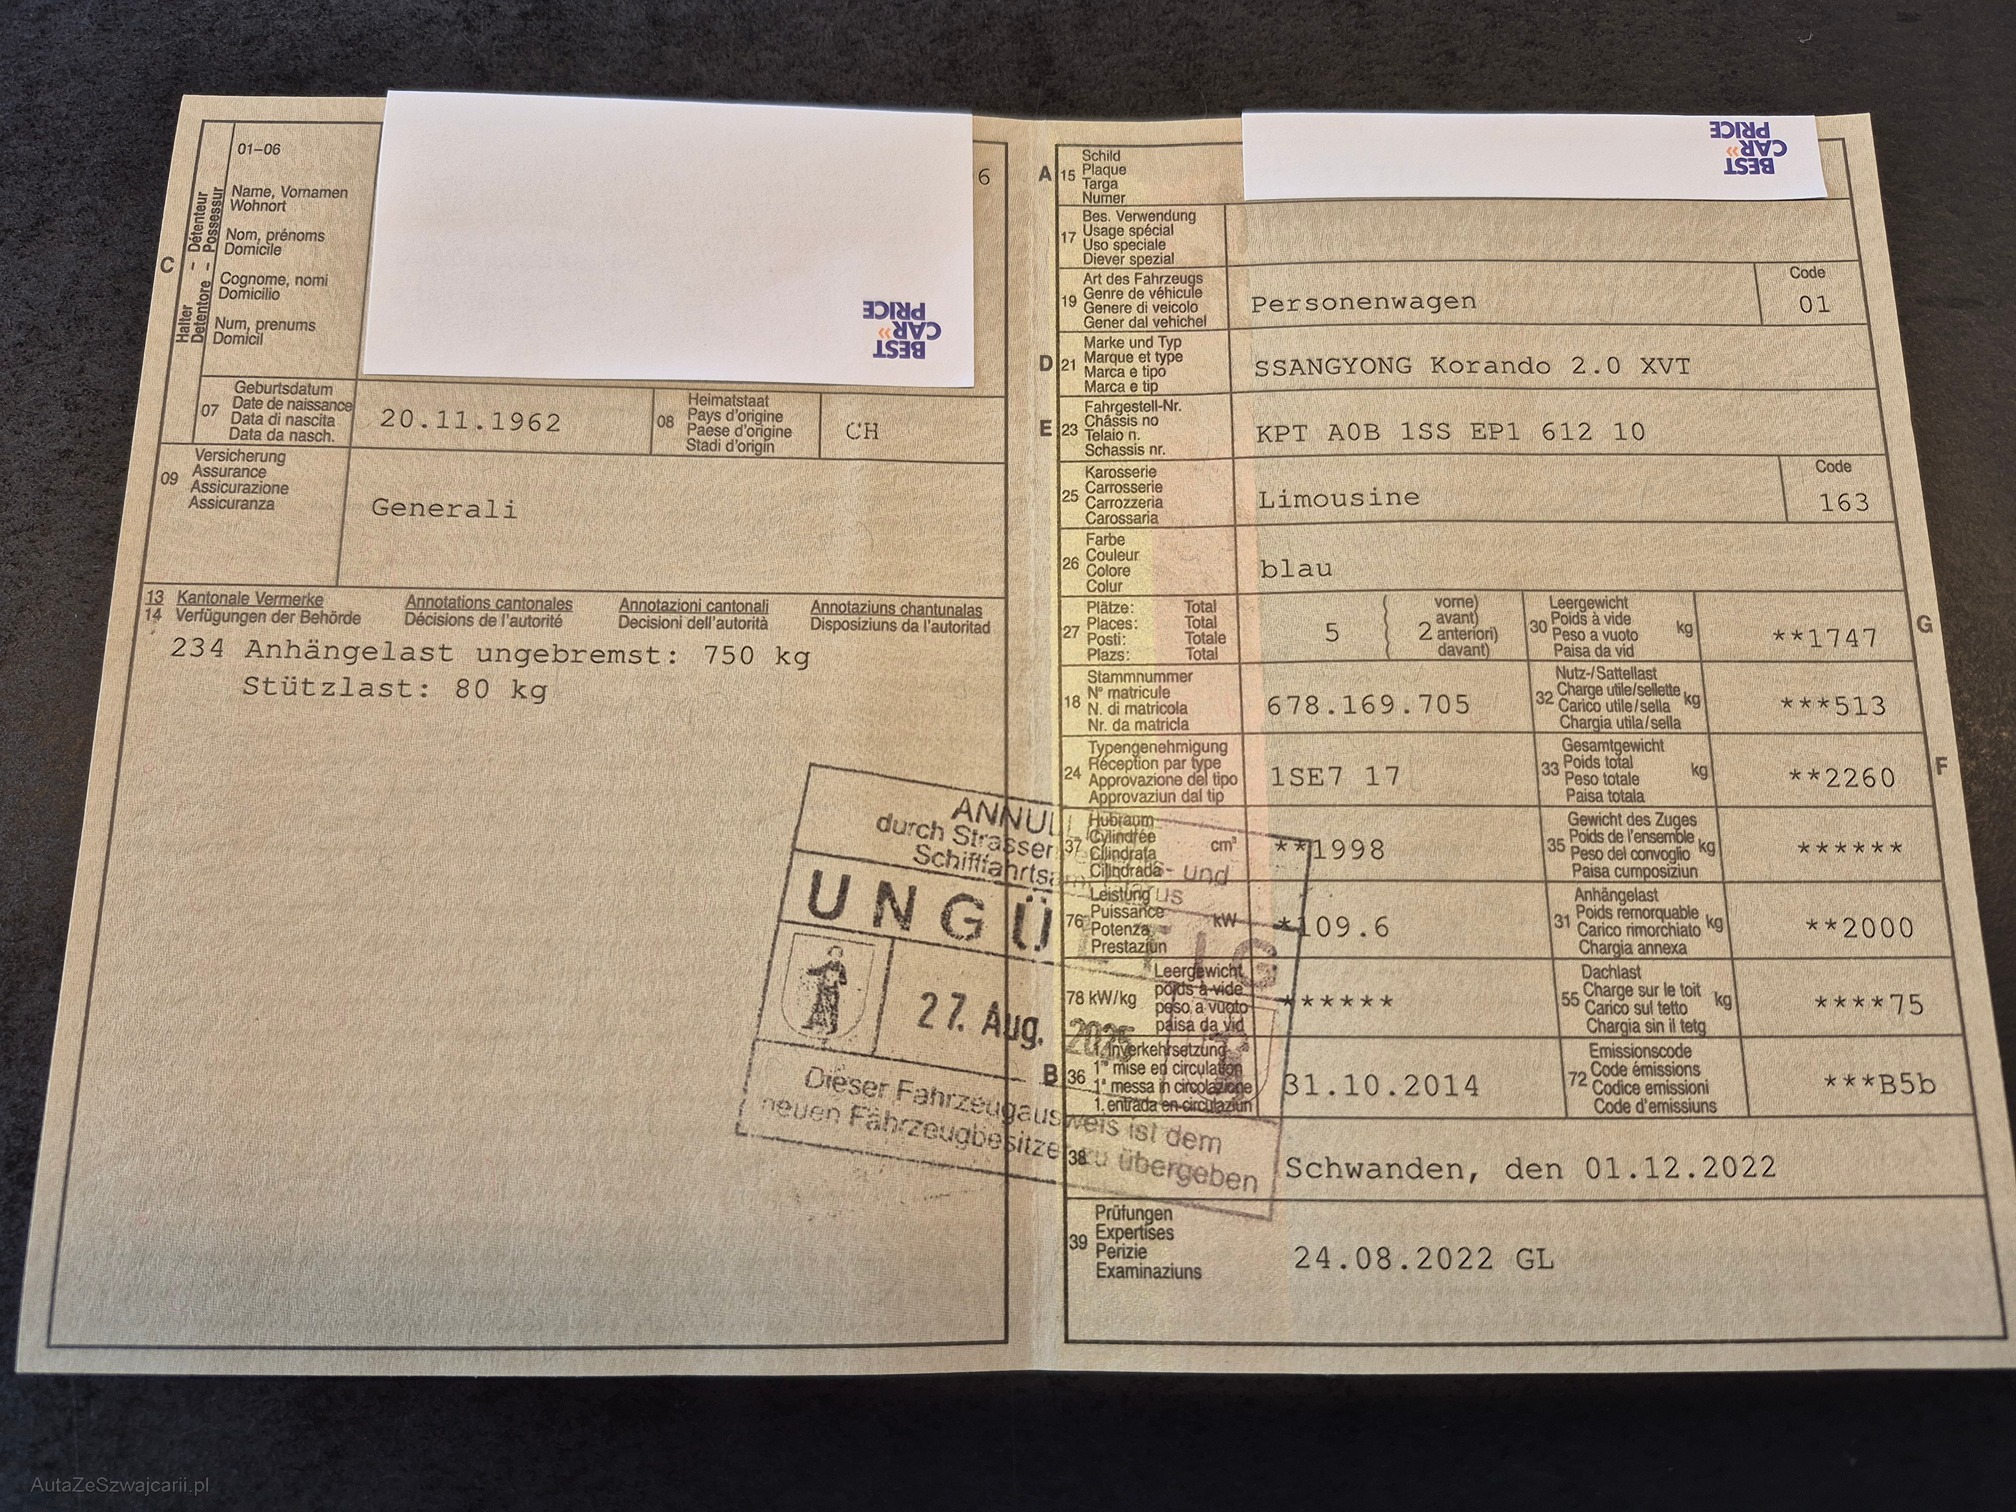 01-06
6
C
Halter – Détenteur
Detentore – Possessur
Name, Vornamen
Wohnort
Nom, prénoms
Domicile
Cognome, nomi
Domicilio
Num, prenums
Domicil
BEST
CAR»
PRICE
07
Geburtsdatum
Date de naissance
Data di nascita
Data da nasch.
20.11.1962
08
Heimatstaat
Pays d'origine
Paese d'origine
Stadi d'origin
CH
09
Versicherung
Assurance
Assicurazione
Assicuranza
Generali
13 Kantonale Vermerke Annotations cantonales Annotazioni cantonali Annotaziuns chantunalas
14 Verfügungen der Behörde Décisions de l'autorité Decisioni dell'autorità Disposiziuns da l'autoritad
234 Anhängelast ungebremst: 750 kg
Stützlast: 80 kg
UNGÜLTIG
27. Aug. 2025
Dieser Fahrzeugausweis ist dem
neuen Fahrzeugbesitzer zu übergeben
BEST
CAR»
PRICE
A 15
Schild
Plaque
Targa
Numer
17
Bes. Verwendung
Usage spécial
Uso speciale
Diever spezial
19
Art des Fahrzeugs
Genre de véhicule
Genere di veicolo
Gener dal vehichel
Personenwagen
Code
01
D 21
Marke und Typ
Marque et type
Marca e tipo
Marca e tip
SSANGYONG Korando 2.0 XVT
E 23
Fahrgestell-Nr.
Châssis no
Telaio n.
Schassis nr.
KPT A0B 1SS EP1 612 10
25
Karosserie
Carrosserie
Carrozzeria
Carossaria
Limousine
Code
163
26
Farbe
Couleur
Colore
Colur
blau
27
Plätze: Total
Places: Total
Posti: Totale
Plazs: Total
5
2
vorne)
avant)
anteriori)
davant)
30
Leergewicht
Poids à vide
Peso a vuoto
Paisa da vid
kg
**1747
G
18
Stammnummer
N° matricule
N. di matricola
Nr. da matricla
678.169.705
32
Nutz-/Sattellast
Charge utile/sellette
Carico utile/sella
Chargia utila/sella
kg
***513
24
Typengenehmigung
Réception par type
Approvazione del tipo
Approvaziun dal tip
1SE7 17
33
Gesamtgewicht
Poids total
Peso totale
Paisa totala
kg
**2260
F
37
Hubraum
Cylindrée
Cilindrata
Cilindrada
cm³
**1998
35
Gewicht des Zuges
Poids de l'ensemble
Peso del convoglio
Paisa cumposiziun
kg
******
76
Leistung
Puissance
Potenza
Prestaziun
kW
*109.6
31
Anhängelast
Poids remorquable
Carico rimorchiato
Chargia annexa
kg
**2000
78 kW/kg
Leergewicht
poids à vide
peso a vuoto
paisa da vid
******
55
Dachlast
Charge sur le toit
Carico sul tetto
Chargia sin il tetg
kg
****75
B 36
1. Inverkehrsetzung
1re mise en circulation
1a messa in circolazione
1. entrada en circulaziun
31.10.2014
72
Emissionscode
Code émissions
Codice emissioni
Code d'emissiuns
***B5b
38
Schwanden, den 01.12.2022
39
Prüfungen
Expertises
Perizie
Examinaziuns
24.08.2022 GL
AutaZeSzwajcarii.pl